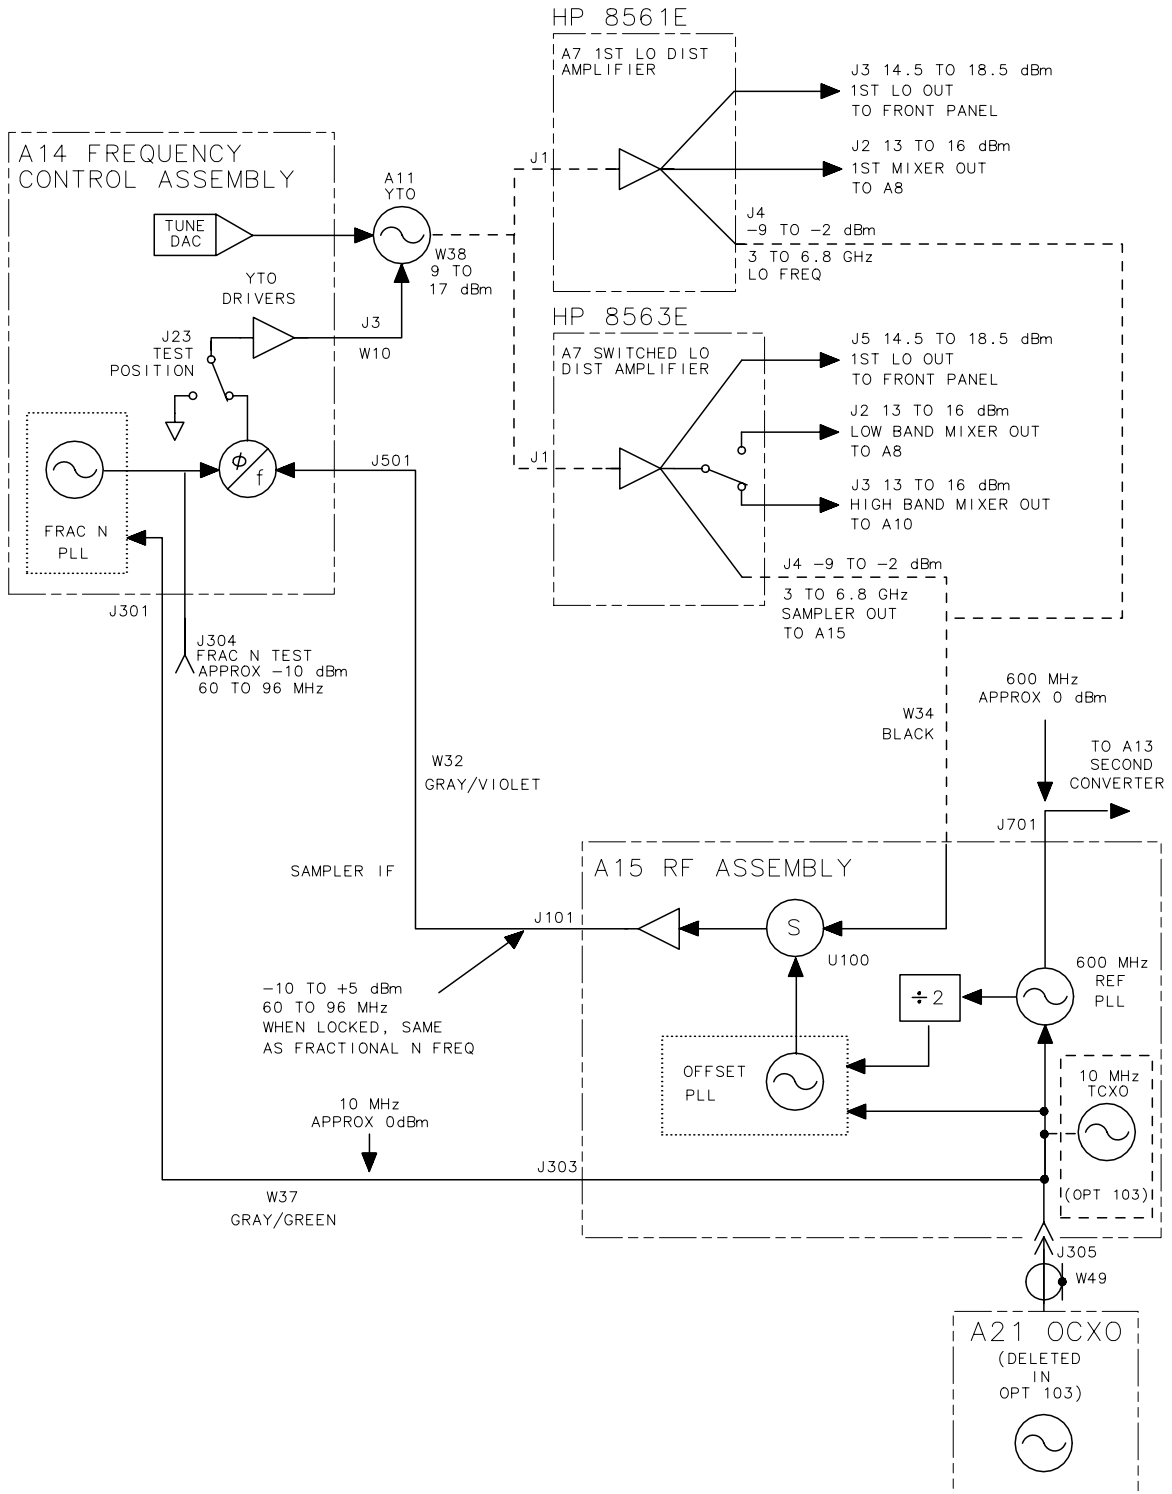 HP 8561E
A7 1ST LO DIST
AMPLIFIER
J3 14.5 TO 18.5 dBm
1ST LO OUT
TO FRONT PANEL
J2 13 TO 16 dBm
1ST MIXER OUT
TO A8
J4
-9 TO -2 dBm
3 TO 6.8 GHz
LO FREQ
J1
A14 FREQUENCY
CONTROL ASSEMBLY
TUNE
DAC
A11
YTO
W38
9 TO
17 dBm
YTO
DRIVERS
J3
W10
J23
TEST
POSITION
HP 8563E
A7 SWITCHED LO
DIST AMPLIFIER
J5 14.5 TO 18.5 dBm
1ST LO OUT
TO FRONT PANEL
J2 13 TO 16 dBm
LOW BAND MIXER OUT
TO A8
J3 13 TO 16 dBm
HIGH BAND MIXER OUT
TO A10
J1
J4 -9 TO -2 dBm
3 TO 6.8 GHz
SAMPLER OUT
TO A15
φ
f
J501
FRAC N
PLL
J301
J304
FRAC N TEST
APPROX -10 dBm
60 TO 96 MHz
600 MHz
APPROX 0 dBm
W34
BLACK
TO A13
SECOND
CONVERTER
W32
GRAY/VIOLET
J701
A15 RF ASSEMBLY
SAMPLER IF
J101
S
U100
600 MHz
REF
PLL
÷2
-10 TO +5 dBm
60 TO 96 MHz
WHEN LOCKED, SAME
AS FRACTIONAL N FREQ
OFFSET
PLL
10 MHz
TCXO
(OPT 103)
10 MHz
APPROX 0dBm
J303
W37
GRAY/GREEN
J305
W49
A21 OCXO
(DELETED
IN
OPT 103)